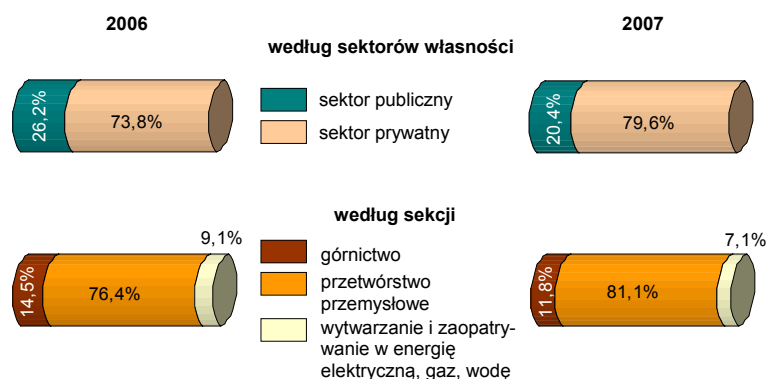 2006
2007
według sektorów własności
sektor publiczny
sektor prywatny
26,2%
73,8%
20,4%
79,6%
według sekcji
9,1%
7,1%
górnictwo
przetwórstwo
przemysłowe
wytwarzanie i zaopatry-
wanie w energię
elektryczną, gaz, wodę
14,5%
76,4%
11,8%
81,1%